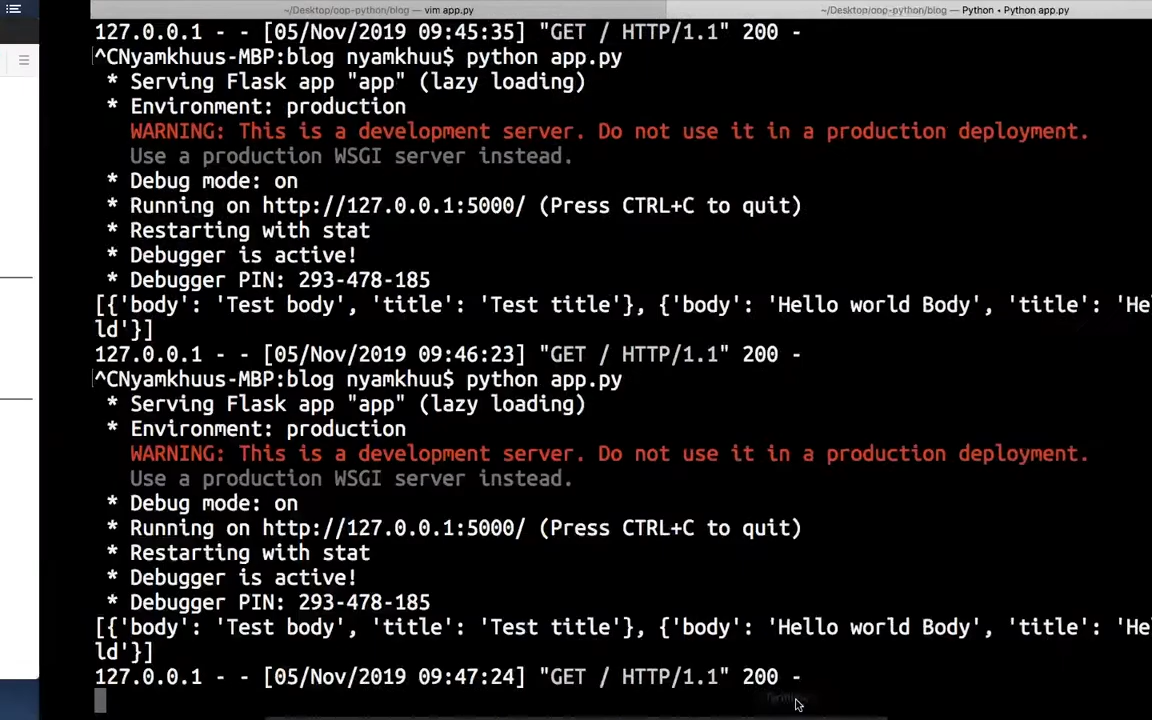 ~/Desktop/oop-python/blog — vim app.py
~/Desktop/oop-python/blog — Python • Python app.py
127.0.0.1 - - [05/Nov/2019 09:45:35] "GET / HTTP/1.1" 200 -
^CNyamkhuus-MBP:blog nyamkhuu$ python app.py
* Serving Flask app "app" (lazy loading)
* Environment: production
WARNING: This is a development server. Do not use it in a production deployment.
Use a production WSGI server instead.
* Debug mode: on
* Running on http://127.0.0.1:5000/ (Press CTRL+C to quit)
* Restarting with stat
* Debugger is active!
* Debugger PIN: 293-478-185
[{'body': 'Test body', 'title': 'Test title'}, {'body': 'Hello world Body', 'title': 'He
ld'}]
127.0.0.1 - - [05/Nov/2019 09:46:23] "GET / HTTP/1.1" 200 -
^CNyamkhuus-MBP:blog nyamkhuu$ python app.py
* Serving Flask app "app" (lazy loading)
* Environment: production
WARNING: This is a development server. Do not use it in a production deployment.
Use a production WSGI server instead.
* Debug mode: on
* Running on http://127.0.0.1:5000/ (Press CTRL+C to quit)
* Restarting with stat
* Debugger is active!
* Debugger PIN: 293-478-185
[{'body': 'Test body', 'title': 'Test title'}, {'body': 'Hello world Body', 'title': 'He
ld'}]
127.0.0.1 - - [05/Nov/2019 09:47:24] "GET / HTTP/1.1" 200 -